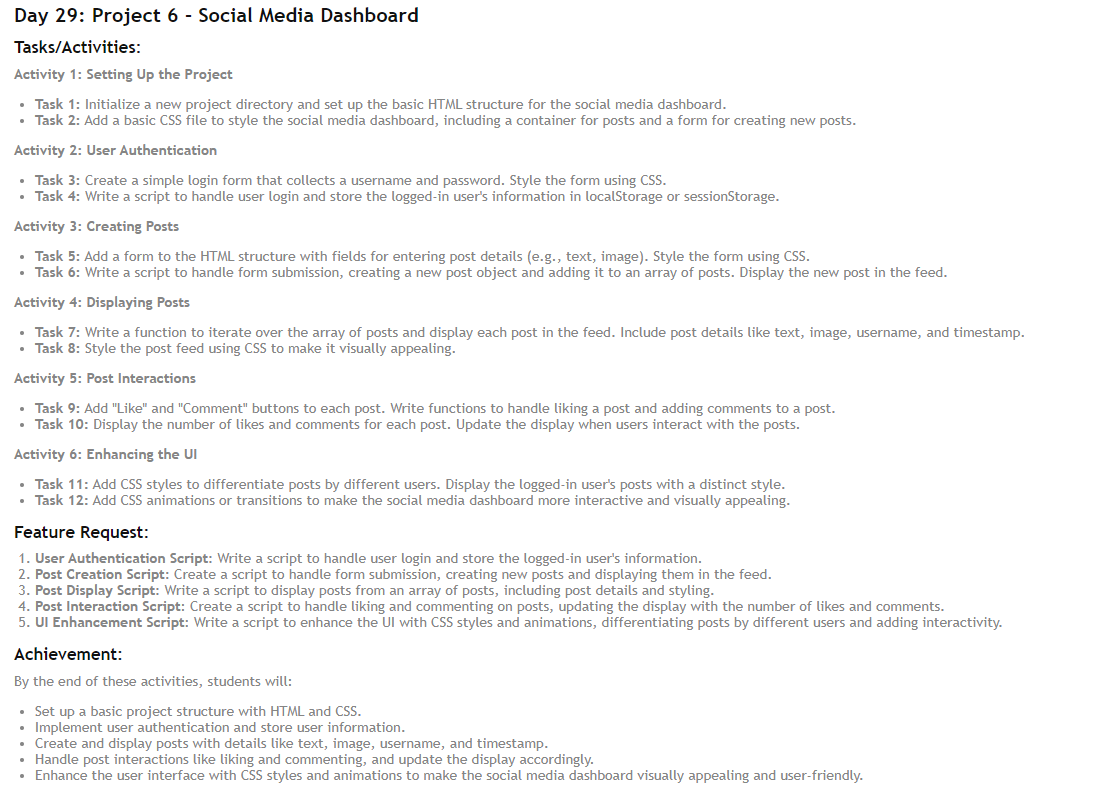 Day 29: Project 6 - Social Media Dashboard
Tasks/Activities:
Activity 1: Setting Up the Project
• Task 1: Initialize a new project directory and set up the basic HTML structure for the social media dashboard.
• Task 2: Add a basic CSS file to style the social media dashboard, including a container for posts and a form for creating new posts.
Activity 2: User Authentication
• Task 3: Create a simple login form that collects a username and password. Style the form using CSS.
• Task 4: Write a script to handle user login and store the logged-in user's information in localStorage or sessionStorage.
Activity 3: Creating Posts
• Task 5: Add a form to the HTML structure with fields for entering post details (e.g., text, image). Style the form using CSS.
• Task 6: Write a script to handle form submission, creating a new post object and adding it to an array of posts. Display the new post in the feed.
Activity 4: Displaying Posts
• Task 7: Write a function to iterate over the array of posts and display each post in the feed. Include post details like text, image, username, and timestamp.
• Task 8: Style the post feed using CSS to make it visually appealing.
Activity 5: Post Interactions
• Task 9: Add "Like" and "Comment" buttons to each post. Write functions to handle liking a post and adding comments to a post.
• Task 10: Display the number of likes and comments for each post. Update the display when users interact with the posts.
Activity 6: Enhancing the UI
• Task 11: Add CSS styles to differentiate posts by different users. Display the logged-in user's posts with a distinct style.
• Task 12: Add CSS animations or transitions to make the social media dashboard more interactive and visually appealing.
Feature Request:
1. User Authentication Script: Write a script to handle user login and store the logged-in user's information.
2. Post Creation Script: Create a script to handle form submission, creating new posts and displaying them in the feed.
3. Post Display Script: Write a script to display posts from an array of posts, including post details and styling.
4. Post Interaction Script: Create a script to handle liking and commenting on posts, updating the display with the number of likes and comments.
5. UI Enhancement Script: Write a script to enhance the UI with CSS styles and animations, differentiating posts by different users and adding interactivity.
Achievement:
By the end of these activities, students will:
• Set up a basic project structure with HTML and CSS.
• Implement user authentication and store user information.
• Create and display posts with details like text, image, username, and timestamp.
• Handle post interactions like liking and commenting, and update the display accordingly.
• Enhance the user interface with CSS styles and animations to make the social media dashboard visually appealing and user-friendly.